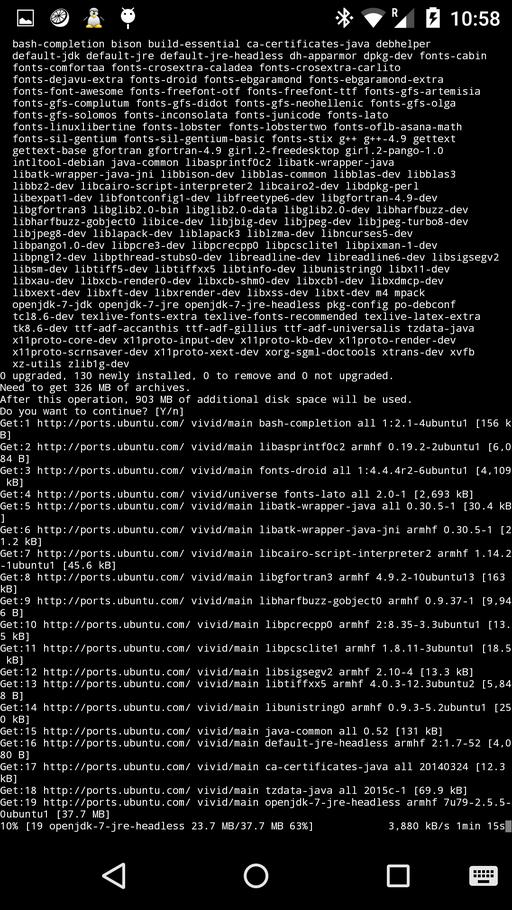 R 10:58
bash-completion bison build-essential ca-certificates-java debhelper
default-jdk default-jre default-jre-headless dh-apparmor dpkg-dev fonts-cabin
fonts-comfortaa fonts-crosextra-caladea fonts-crosextra-carlito
fonts-dejavu-extra fonts-droid fonts-ebgaramond fonts-ebgaramond-extra
fonts-font-awesome fonts-freefont-otf fonts-freefont-ttf fonts-gfs-artemisia
fonts-gfs-complutum fonts-gfs-didot fonts-gfs-neohellenic fonts-gfs-olga
fonts-gfs-solomos fonts-inconsolata fonts-junicode fonts-lato
fonts-linuxlibertine fonts-lobster fonts-lobstertwo fonts-oflb-asana-math
fonts-sil-gentium fonts-sil-gentium-basic fonts-stix g++ g++-4.9 gettext
gettext-base gfortran gfortran-4.9 gir1.2-freedesktop gir1.2-pango-1.0
intltool-debian java-common libasprintf0c2 libatk-wrapper-java
libatk-wrapper-java-jni libbison-dev libblas-common libblas-dev libblas3
libbz2-dev libcairo-script-interpreter2 libcairo2-dev libdpkg-perl
libexpat1-dev libfontconfig1-dev libfreetype6-dev libgfortran-4.9-dev
libgfortran3 libglib2.0-bin libglib2.0-data libglib2.0-dev libharfbuzz-dev
libharfbuzz-gobject0 libice-dev libjbig-dev libjpeg-dev libjpeg-turbo8-dev
libjpeg8-dev liblapack-dev liblapack3 liblzma-dev libncurses5-dev
libpango1.0-dev libpcre3-dev libpcrecpp0 libpcsclite1 libpixman-1-dev
libpng12-dev libpthread-stubs0-dev libreadline-dev libreadline6-dev libsigsegv2
libsm-dev libtiff5-dev libtiffxx5 libtinfo-dev libunistring0 libx11-dev
libxau-dev libxcb-render0-dev libxcb-shm0-dev libxcb1-dev libxdmcp-dev
libxext-dev libxft-dev libxrender-dev libxss-dev libxt-dev m4 mpack
openjdk-7-jdk openjdk-7-jre openjdk-7-jre-headless pkg-config po-debconf
tcl8.6-dev texlive-fonts-extra texlive-fonts-recommended texlive-latex-extra
tk8.6-dev ttf-adf-accanthis ttf-adf-gillius ttf-adf-universalis tzdata-java
x11proto-core-dev x11proto-input-dev x11proto-kb-dev x11proto-render-dev
x11proto-scrnsaver-dev x11proto-xext-dev xorg-sgml-doctools xtrans-dev xvfb
xz-utils zlib1g-dev
0 upgraded, 130 newly installed, 0 to remove and 0 not upgraded.
Need to get 326 MB of archives.
After this operation, 903 MB of additional disk space will be used.
Do you want to continue? [Y/n]
Get:1 http://ports.ubuntu.com/ vivid/main bash-completion all 1:2.1-4ubuntu1 [156 k
B]
Get:2 http://ports.ubuntu.com/ vivid/main libasprintf0c2 armhf 0.19.2-2ubuntu1 [6,0
84 B]
Get:3 http://ports.ubuntu.com/ vivid/main fonts-droid all 1:4.4.4r2-6ubuntu1 [4,109
 kB]
Get:4 http://ports.ubuntu.com/ vivid/universe fonts-lato all 2.0-1 [2,693 kB]
Get:5 http://ports.ubuntu.com/ vivid/main libatk-wrapper-java all 0.30.5-1 [30.4 kB
]
Get:6 http://ports.ubuntu.com/ vivid/main libatk-wrapper-java-jni armhf 0.30.5-1 [2
1.2 kB]
Get:7 http://ports.ubuntu.com/ vivid/main libcairo-script-interpreter2 armhf 1.14.2
-1ubuntu1 [45.6 kB]
Get:8 http://ports.ubuntu.com/ vivid/main libgfortran3 armhf 4.9.2-10ubuntu13 [163
kB]
Get:9 http://ports.ubuntu.com/ vivid/main libharfbuzz-gobject0 armhf 0.9.37-1 [9,94
6 B]
Get:10 http://ports.ubuntu.com/ vivid/main libpcrecpp0 armhf 2:8.35-3.3ubuntu1 [13.
5 kB]
Get:11 http://ports.ubuntu.com/ vivid/main libpcsclite1 armhf 1.8.11-3ubuntu1 [18.5
 kB]
Get:12 http://ports.ubuntu.com/ vivid/main libsigsegv2 armhf 2.10-4 [13.3 kB]
Get:13 http://ports.ubuntu.com/ vivid/main libtiffxx5 armhf 4.0.3-12.3ubuntu2 [5,84
8 B]
Get:14 http://ports.ubuntu.com/ vivid/main libunistring0 armhf 0.9.3-5.2ubuntu1 [25
0 kB]
Get:15 http://ports.ubuntu.com/ vivid/main java-common all 0.52 [131 kB]
Get:16 http://ports.ubuntu.com/ vivid/main default-jre-headless armhf 2:1.7-52 [4,0
80 B]
Get:17 http://ports.ubuntu.com/ vivid/main ca-certificates-java all 20140324 [12.3
kB]
Get:18 http://ports.ubuntu.com/ vivid/main tzdata-java all 2015c-1 [69.9 kB]
Get:19 http://ports.ubuntu.com/ vivid/main openjdk-7-jre-headless armhf 7u79-2.5.5-
0ubuntu1 [37.7 MB]
10% [19 openjdk-7-jre-headless 23.7 MB/37.7 MB 63%] 3,880 kB/s 1min 15s